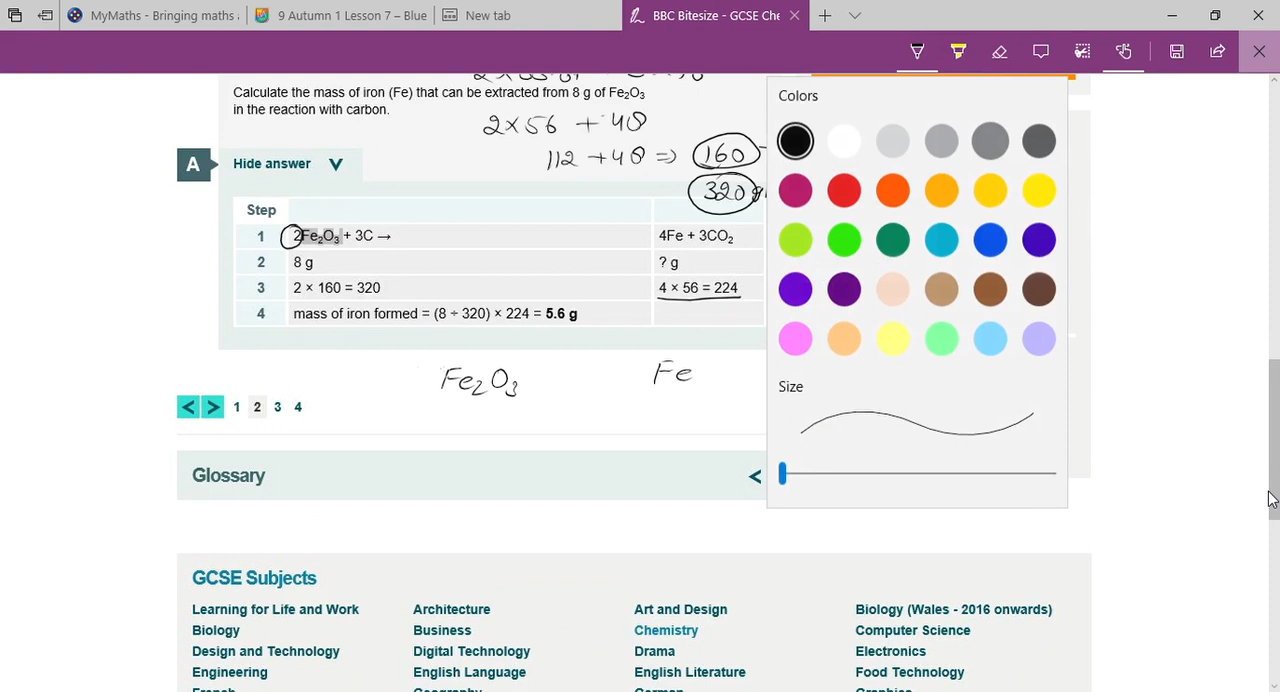 MyMaths - Bringing maths a
9 Autumn 1 Lesson 7 – Blue
New tab
BBC Bitesize - GCSE Che
Calculate the mass of iron (Fe) that can be extracted from 8 g of Fe₂O₃
in the reaction with carbon.
2×56 + 48
112 + 48 ⇒ 160
320 g
A
Hide answer
Colors
Step
1 2Fe₂O₃ + 3C → 4Fe + 3CO₂
2 8 g ? g
3 2 × 160 = 320 4 × 56 = 224
4 mass of iron formed = (8 ÷ 320) × 224 = 5.6 g
Fe₂O₃ Fe
Size
< > 1 2 3 4
Glossary
GCSE Subjects
Learning for Life and Work
Architecture
Art and Design
Biology (Wales - 2016 onwards)
Biology
Business
Chemistry
Computer Science
Design and Technology
Digital Technology
Drama
Electronics
Engineering
English Language
English Literature
Food Technology
French
Geography
German
Graphics